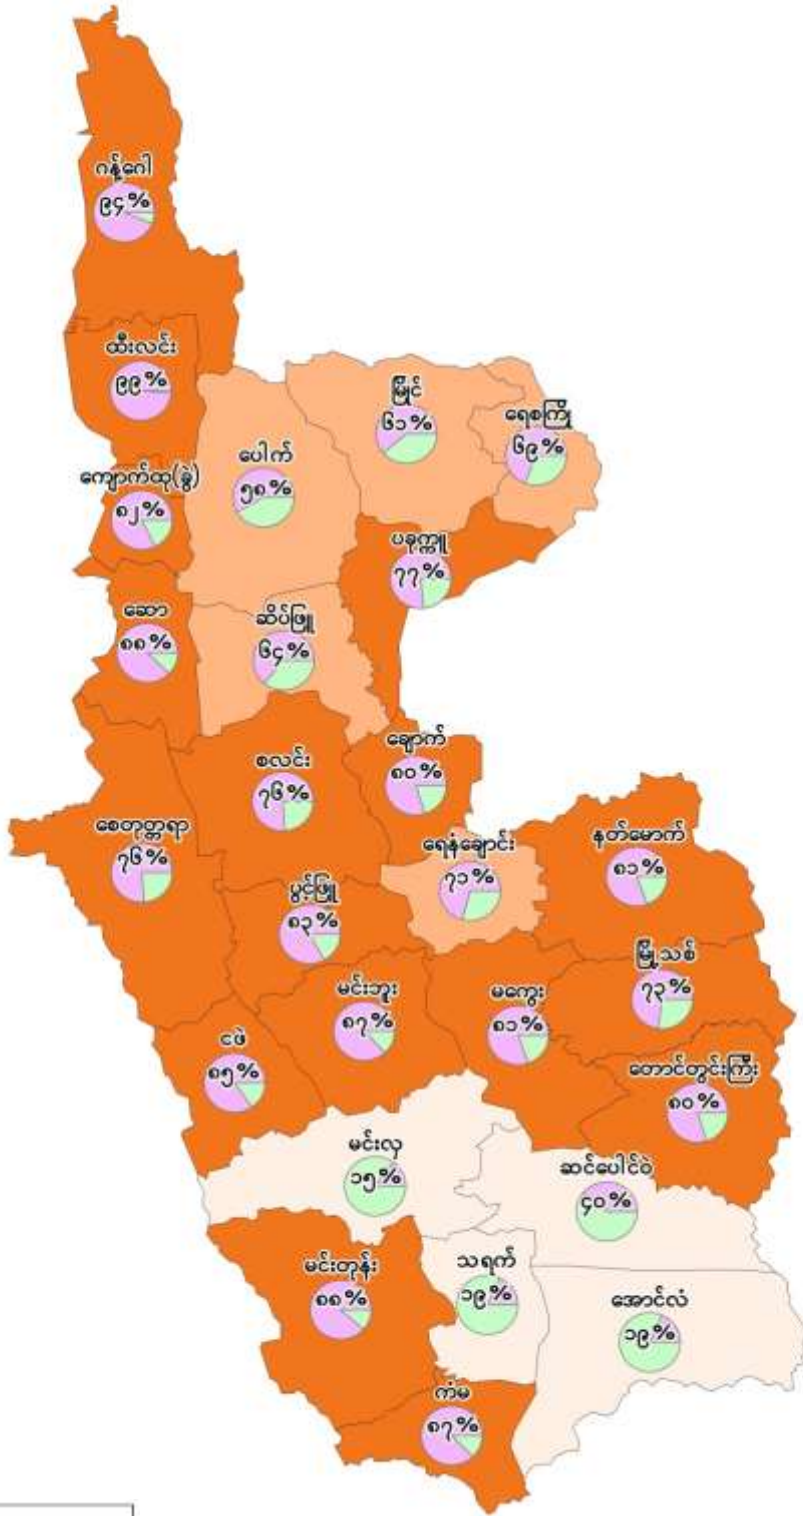 ဂန့်ဂေါ
၉၄%
ထီးလင်း
၉၉%
မြိုင်
၆၁%
ရေစကြို
၆၉%
ပေါက်
၅၈%
ကျောက်ထု(ခွဲ)
၈၂%
ပခုက္ကူ
၇၇%
ဆော
၈၈%
ဆိပ်ဖြူ
၆၄%
ချောက်
၈၀%
စလင်း
၇၆%
စေတုတ္တရာ
၇၆%
ရေနံချောင်း
၇၁%
နတ်မောက်
၈၁%
ပွင့်ဖြူ
၈၃%
မြို့သစ်
၇၃%
မင်းဘူး
၈၇%
မကွေး
၈၁%
ငဖဲ
၈၅%
တောင်တွင်းကြီး
၈၀%
မင်းလှ
၁၅%
ဆင်ပေါင်ဝဲ
၄၀%
မင်းတုန်း
၈၈%
သရက်
၁၉%
အောင်လံ
၁၉%
ကံမ
၈၇%